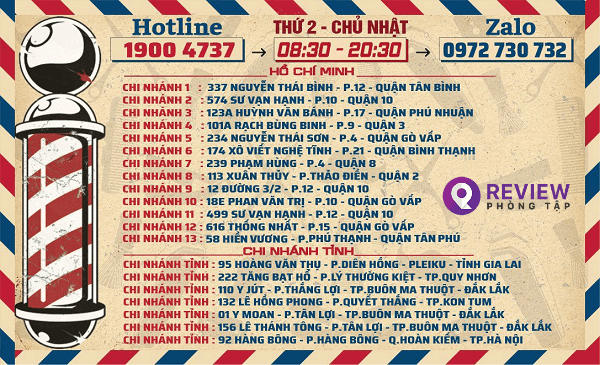 Hotline THỨ 2 - CHỦ NHẬT Zalo
1900 4737 → 08:30 - 20:30 → 0972 730 732
HỒ CHÍ MINH
CHI NHÁNH 1 : 337 NGUYỄN THÁI BÌNH - P.12 - QUẬN TÂN BÌNH
CHI NHÁNH 2 : 574 SƯ VẠN HẠNH - P.10 - QUẬN 10
CHI NHÁNH 3 : 123A HUỲNH VĂN BÁNH - P.17 - QUẬN PHÚ NHUẬN
CHI NHÁNH 4 : 101A RẠCH BÙNG BINH - P.9 - QUẬN 3
CHI NHÁNH 5 : 234 NGUYỄN THÁI SƠN - P.4 - QUẬN GÒ VẤP
CHI NHÁNH 6 : 174 XÔ VIẾT NGHỆ TĨNH - P.21 - QUẬN BÌNH THẠNH
CHI NHÁNH 7 : 239 PHẠM HÙNG - P.4 - QUẬN 8
CHI NHÁNH 8 : 113 XUÂN THỦY - P.THẢO ĐIỀN - QUẬN 2
CHI NHÁNH 9 : 12 ĐƯỜNG 3/2 - P.12 - QUẬN 10
CHI NHÁNH 10 : 18E PHAN VĂN TRỊ - P.10 - QUẬN GÒ VẤP
CHI NHÁNH 11 : 499 SƯ VẠN HẠNH - P.12 - QUẬN 10
CHI NHÁNH 12 : 616 THỐNG NHẤT - P.15 - QUẬN GÒ VẤP
CHI NHÁNH 13 : 58 HIỀN VƯƠNG - P.PHÚ THẠNH - QUẬN TÂN PHÚ
REVIEW
PHÒNG TẬP
CHI NHÁNH TỈNH
CHI NHÁNH TỈNH : 95 HOÀNG VĂN THỤ - P.DIÊN HỒNG - PLEIKU - TỈNH GIA LAI
CHI NHÁNH TỈNH : 222 TĂNG BẠT HỔ - P.LÝ THƯỜNG KIỆT - TP.QUY NHƠN
CHI NHÁNH TỈNH : 110 Y JÚT - P.THẮNG LỢI - TP.BUÔN MA THUỘT - ĐẮK LẮK
CHI NHÁNH TỈNH : 132 LÊ HỒNG PHONG - P.QUYẾT THẮNG - TP.KON TUM
CHI NHÁNH TỈNH : 01 Y MOAN - P.TÂN LỢI - TP.BUÔN MA THUỘT - ĐẮK LẮK
CHI NHÁNH TỈNH : 156 LÊ THÁNH TÔNG - P.TÂN LỢI - TP.BUÔN MA THUỘT - ĐẮK LẮK
CHI NHÁNH TỈNH : 92 HÀNG BÔNG - P.HÀNG BÔNG - Q.HOÀN KIẾM - TP.HÀ NỘI